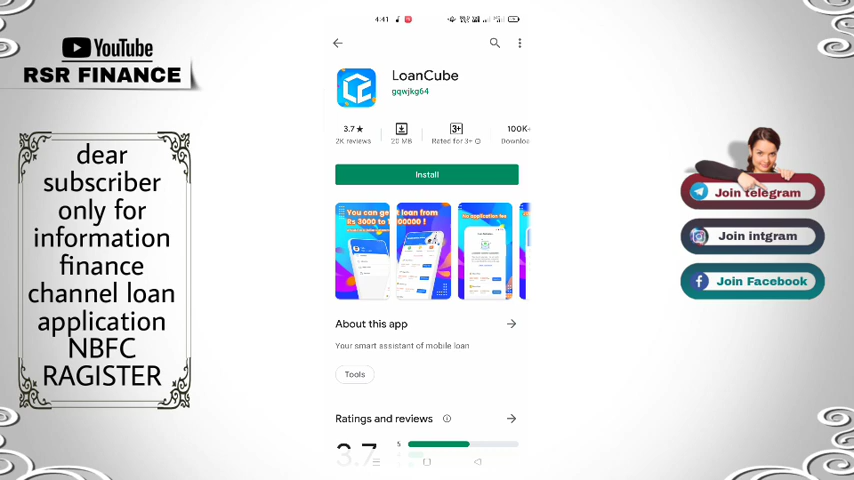 YouTube
RSR FINANCE
dear
subscriber
only for
information
finance
channel loan
application
NBFC
RAGISTER
4:41
LoanCube
gqwjkg64
3.7★
2K reviews
20 MB
3+
Rated for 3+
100K+
Downloa
Install
You can get loan from
Rs 3000 to
00000 !
No application fee
About this app
Your smart assistant of mobile loan
Tools
Ratings and reviews
3.7
5
Join telegram
Join intgram
Join Facebook